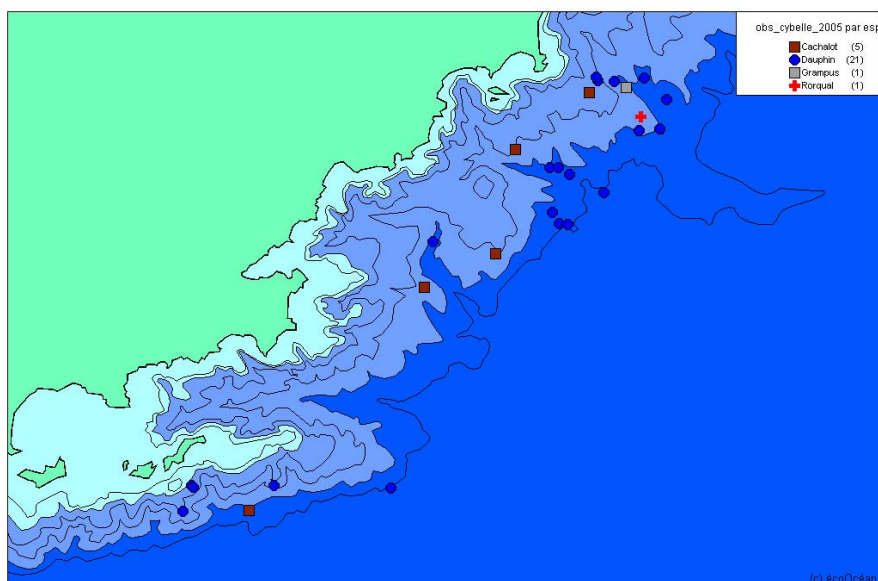 obs_cybelle_2005 par esp
Cachalot (5)
Dauphin (21)
Grampus (1)
Rorqual (1)
(c) écoOcéan